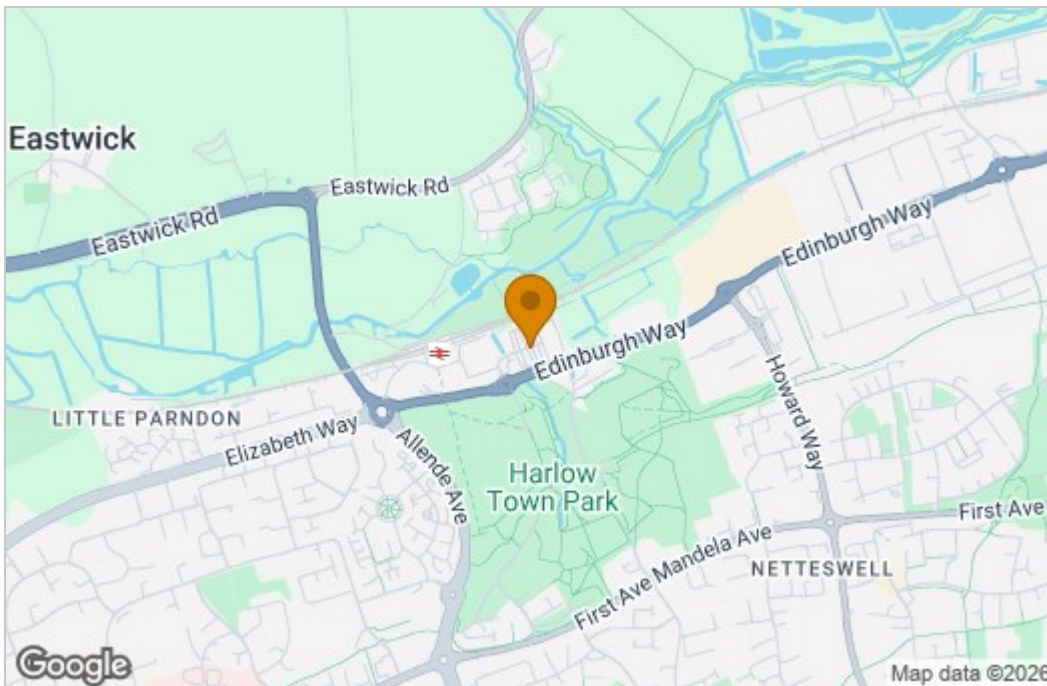 Eastwick
Eastwick Rd
Eastwick Rd
Edinburgh Way
Edinburgh Way
Howard Way
LITTLE PARNDON
Elizabeth Way
Allende Ave
Harlow
Town Park
First Ave Mandela Ave
First Ave
NETTESWELL
Google
Map data ©2026